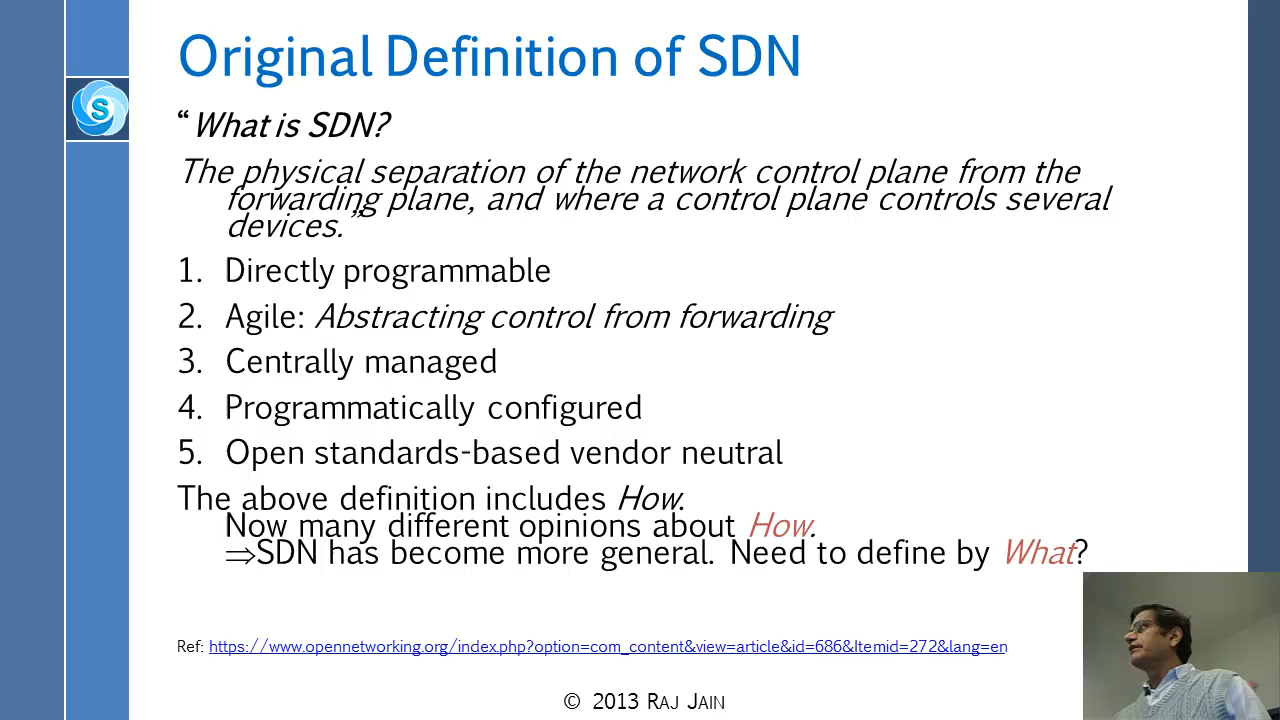 Original Definition of SDN
S
“What is SDN?
The physical separation of the network control plane from the
forwarding plane, and where a control plane controls several
devices.”
1. Directly programmable
2. Agile: Abstracting control from forwarding
3. Centrally managed
4. Programmatically configured
5. Open standards-based vendor neutral
The above definition includes How.
Now many different opinions about How.
⇒SDN has become more general. Need to define by What?
Ref: https://www.opennetworking.org/index.php?option=com_content&view=article&id=686&Itemid=272&lang=en
© 2013 RAJ JAIN